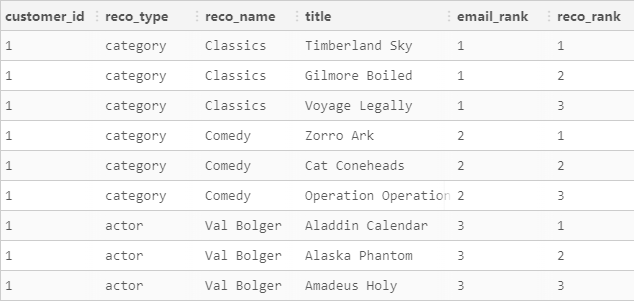 customer_id reco_type reco_name title email_rank reco_rank
1 category Classics Timberland Sky 1 1
1 category Classics Gilmore Boiled 1 2
1 category Classics Voyage Legally 1 3
1 category Comedy Zorro Ark 2 1
1 category Comedy Cat Coneheads 2 2
1 category Comedy Operation Operation 2 3
1 actor Val Bolger Aladdin Calendar 3 1
1 actor Val Bolger Alaska Phantom 3 2
1 actor Val Bolger Amadeus Holy 3 3